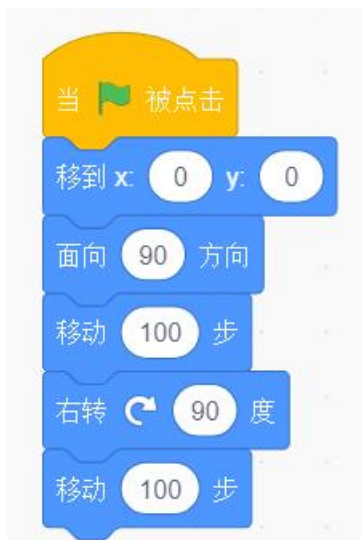 当 被点击
移到 x: 0 y: 0
面向 90 方向
移动 100 步
右转 90 度
移动 100 步